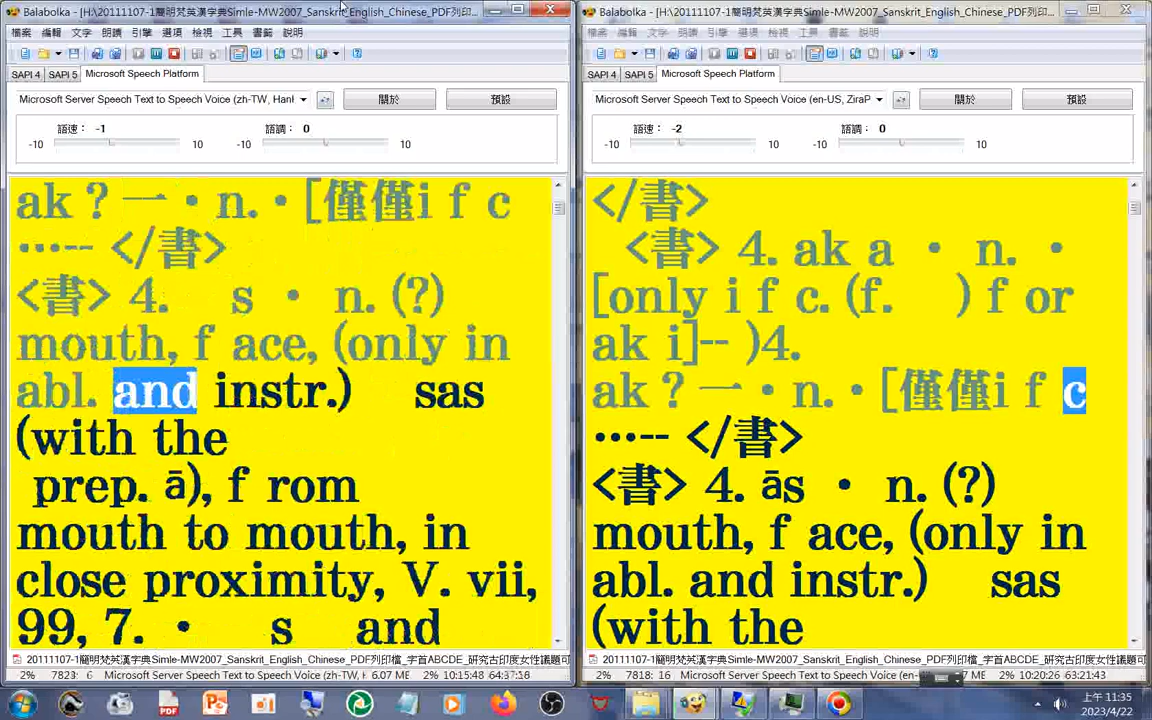 Balabolka - [H:\20111107-1簡明梵英漢字典Simle-MW2007_Sanskrit_English_Chinese_PDF列印...
檔案 編輯 文字 朗讀 引擎 選項 檢視 工具 書籤 說明
SAPI 4 SAPI 5 Microsoft Speech Platform
Microsoft Server Speech Text to Speech Voice (zh-TW, Hanl
關於 預設
語速： -1 語調： 0
-10 10 -10 10
ak ? 一 • n. • [僅僅i f c
…-- </書>
<書> 4. s • n. (?)
mouth, f ace, (only in
abl. and instr.) sas
(with the
prep. ā), f rom
mouth to mouth, in
close proximity, V. vii,
99, 7. • s and
20111107-1簡明梵英漢字典Simle-MW2007_Sanskrit_English_Chinese_PDF列印檔_字首ABCDE_研究古印度女性議題可
2% 7823: 6 Microsoft Server Speech Text to Speech Voice (zh-TW, H 6.07 ME 2% 10:15:48 64:37:16
Balabolka - [H:\20111107-1簡明梵英漢字典Simle-MW2007_Sanskrit_English_Chinese_PDF列印...
檔案 編輯 文字 朗讀 引擎 選項 檢視 工具 書籤 說明
SAPI 4 SAPI 5 Microsoft Speech Platform
Microsoft Server Speech Text to Speech Voice (en-US, ZiraP
關於 預設
語速： -2 語調： 0
-10 10 -10 10
</書>
<書> 4. ak a • n. •
[only i f c. (f. ) f or
ak i]-- )4.
ak ? 一 • n. • [僅僅i f c
…-- </書>
<書> 4. ās • n. (?)
mouth, f ace, (only in
abl. and instr.) sas
(with the
20111107-1簡明梵英漢字典Simle-MW2007_Sanskrit_English_Chinese_PDF列印檔_字首ABCDE_研究古印度女性議題可
2% 7818: 16 Microsoft Server Speech Text to Speech Voice 2% 10:20:26 63:21:43
上午 11:35
2023/4/22